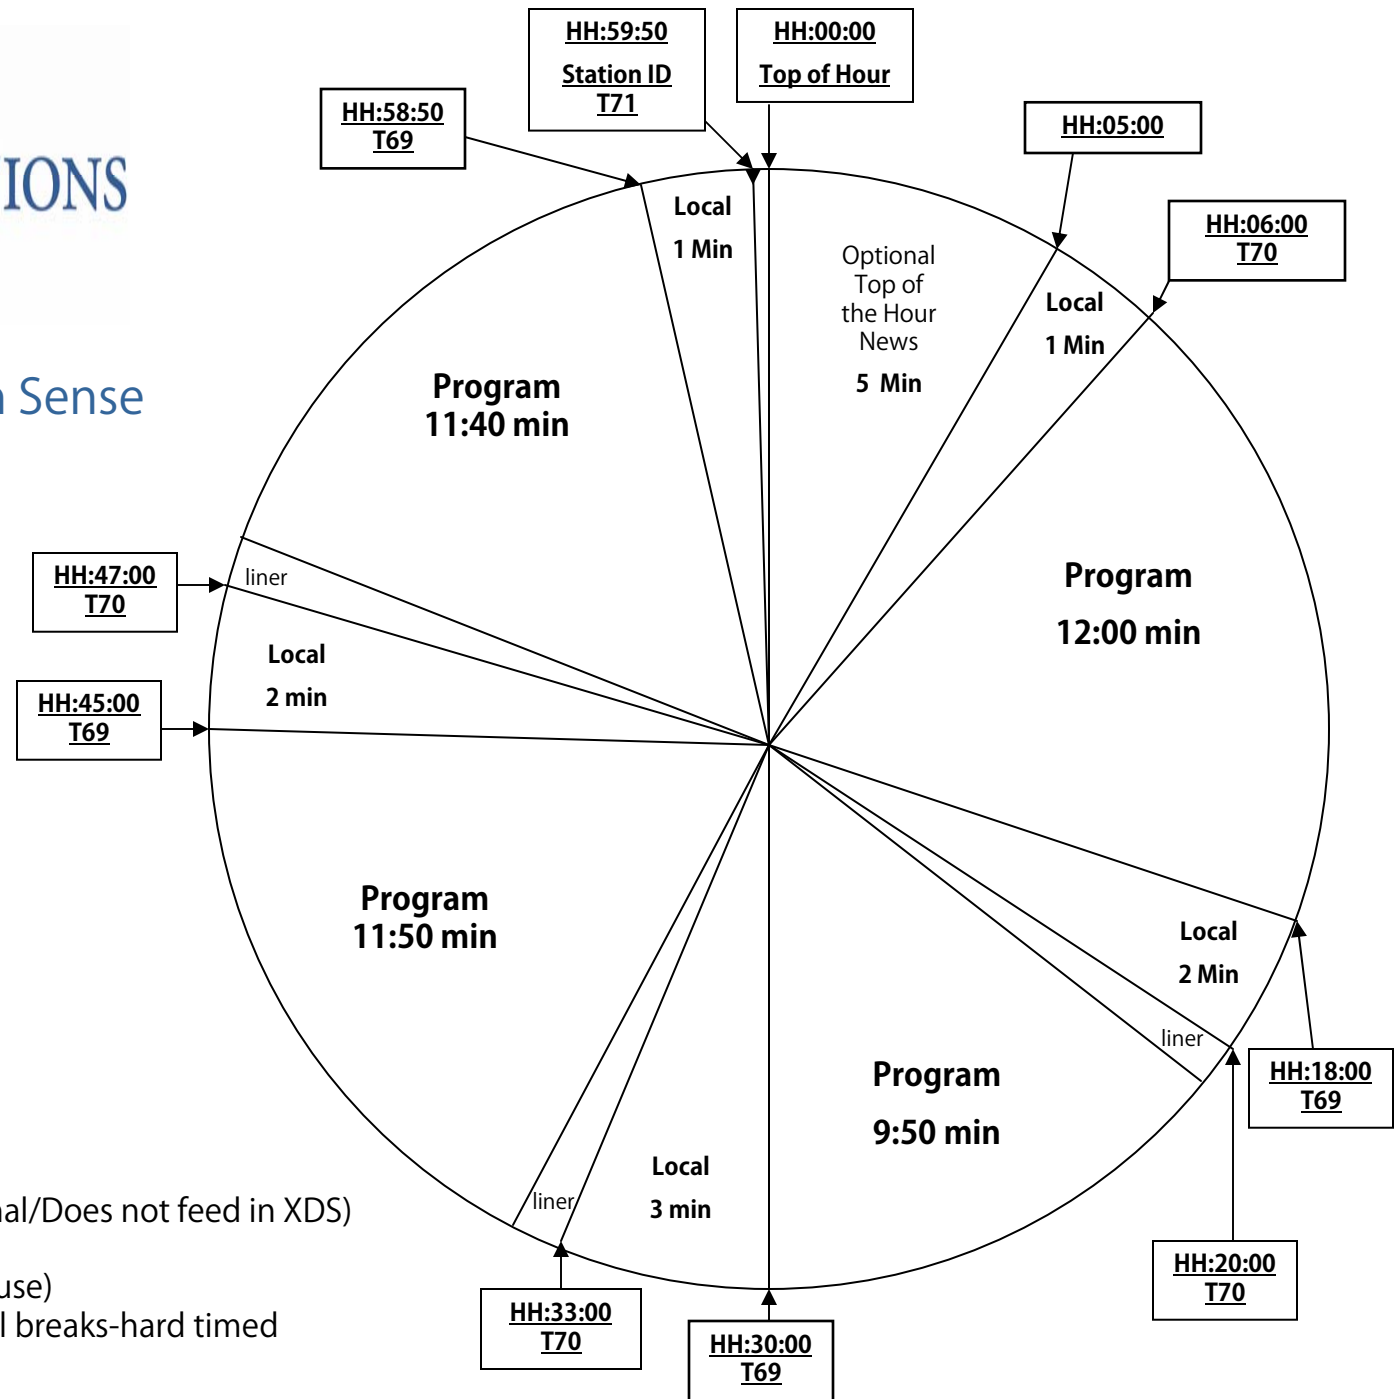 HH:59:50
Station ID
T71
HH:00:00
Top of Hour
HH:58:50
T69
HH:05:00
IONS
Local
1 Min
HH:06:00
T70
Optional
Top of
the Hour
News
5 Min
Local
1 Min
n Sense
Program
11:40 min
HH:47:00
T70
liner
Program
12:00 min
Local
2 min
HH:45:00
T69
Program
11:50 min
Local
2 Min
liner
HH:18:00
T69
Program
9:50 min
Local
3 min
liner
nal/Does not feed in XDS)
HH:20:00
T70
use)
l breaks-hard timed
HH:33:00
T70
HH:30:00
T69